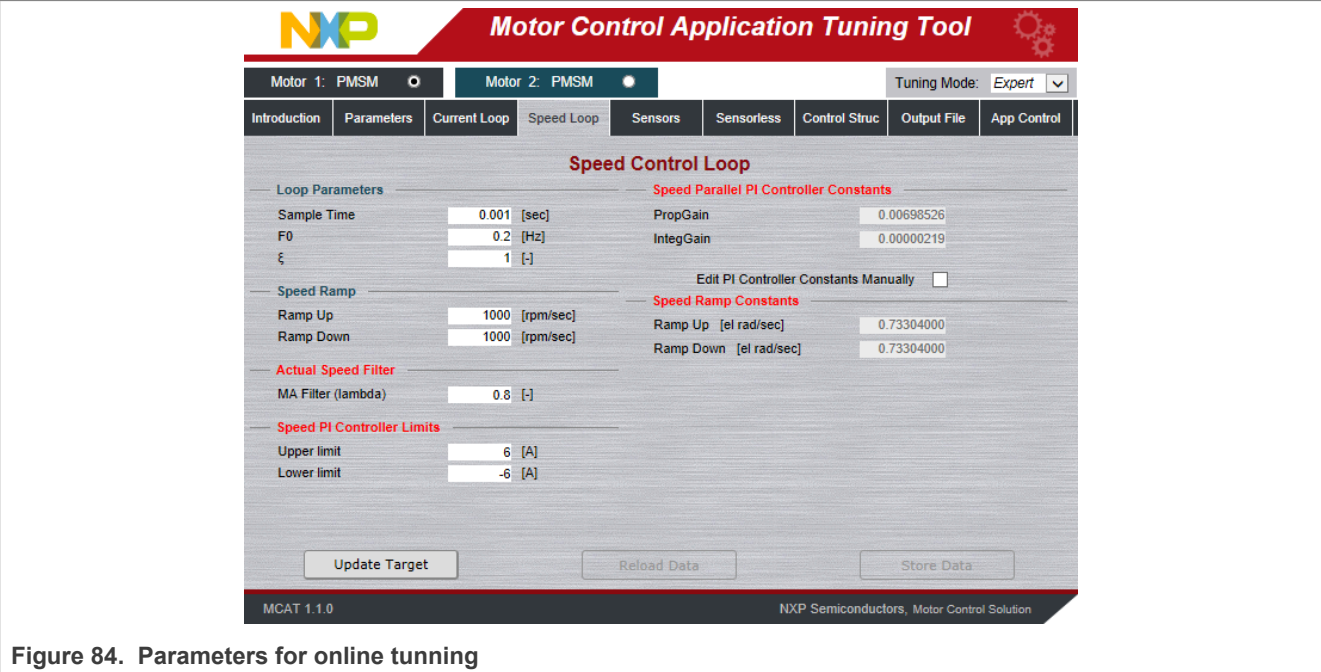 NXP Motor Control Application Tuning Tool
Motor 1: PMSM Motor 2: PMSM Tuning Mode: Expert
Introduction Parameters Current Loop Speed Loop Sensors Sensorless Control Struc Output File App Control
Speed Control Loop
Loop Parameters
Sample Time 0.001 [sec]
F0 0.2 [Hz]
ξ 1 [-]
Speed Ramp
Ramp Up 1000 [rpm/sec]
Ramp Down 1000 [rpm/sec]
Actual Speed Filter
MA Filter (lambda) 0.8 [-]
Speed PI Controller Limits
Upper limit 6 [A]
Lower limit -6 [A]
Speed Parallel PI Controller Constants
PropGain 0.00698526
IntegGain 0.00000219
Edit PI Controller Constants Manually
Speed Ramp Constants
Ramp Up [el rad/sec] 0.73304000
Ramp Down [el rad/sec] 0.73304000
Update Target Reload Data Store Data
MCAT 1.1.0 NXP Semiconductors, Motor Control Solution
Figure 84. Parameters for online tunning